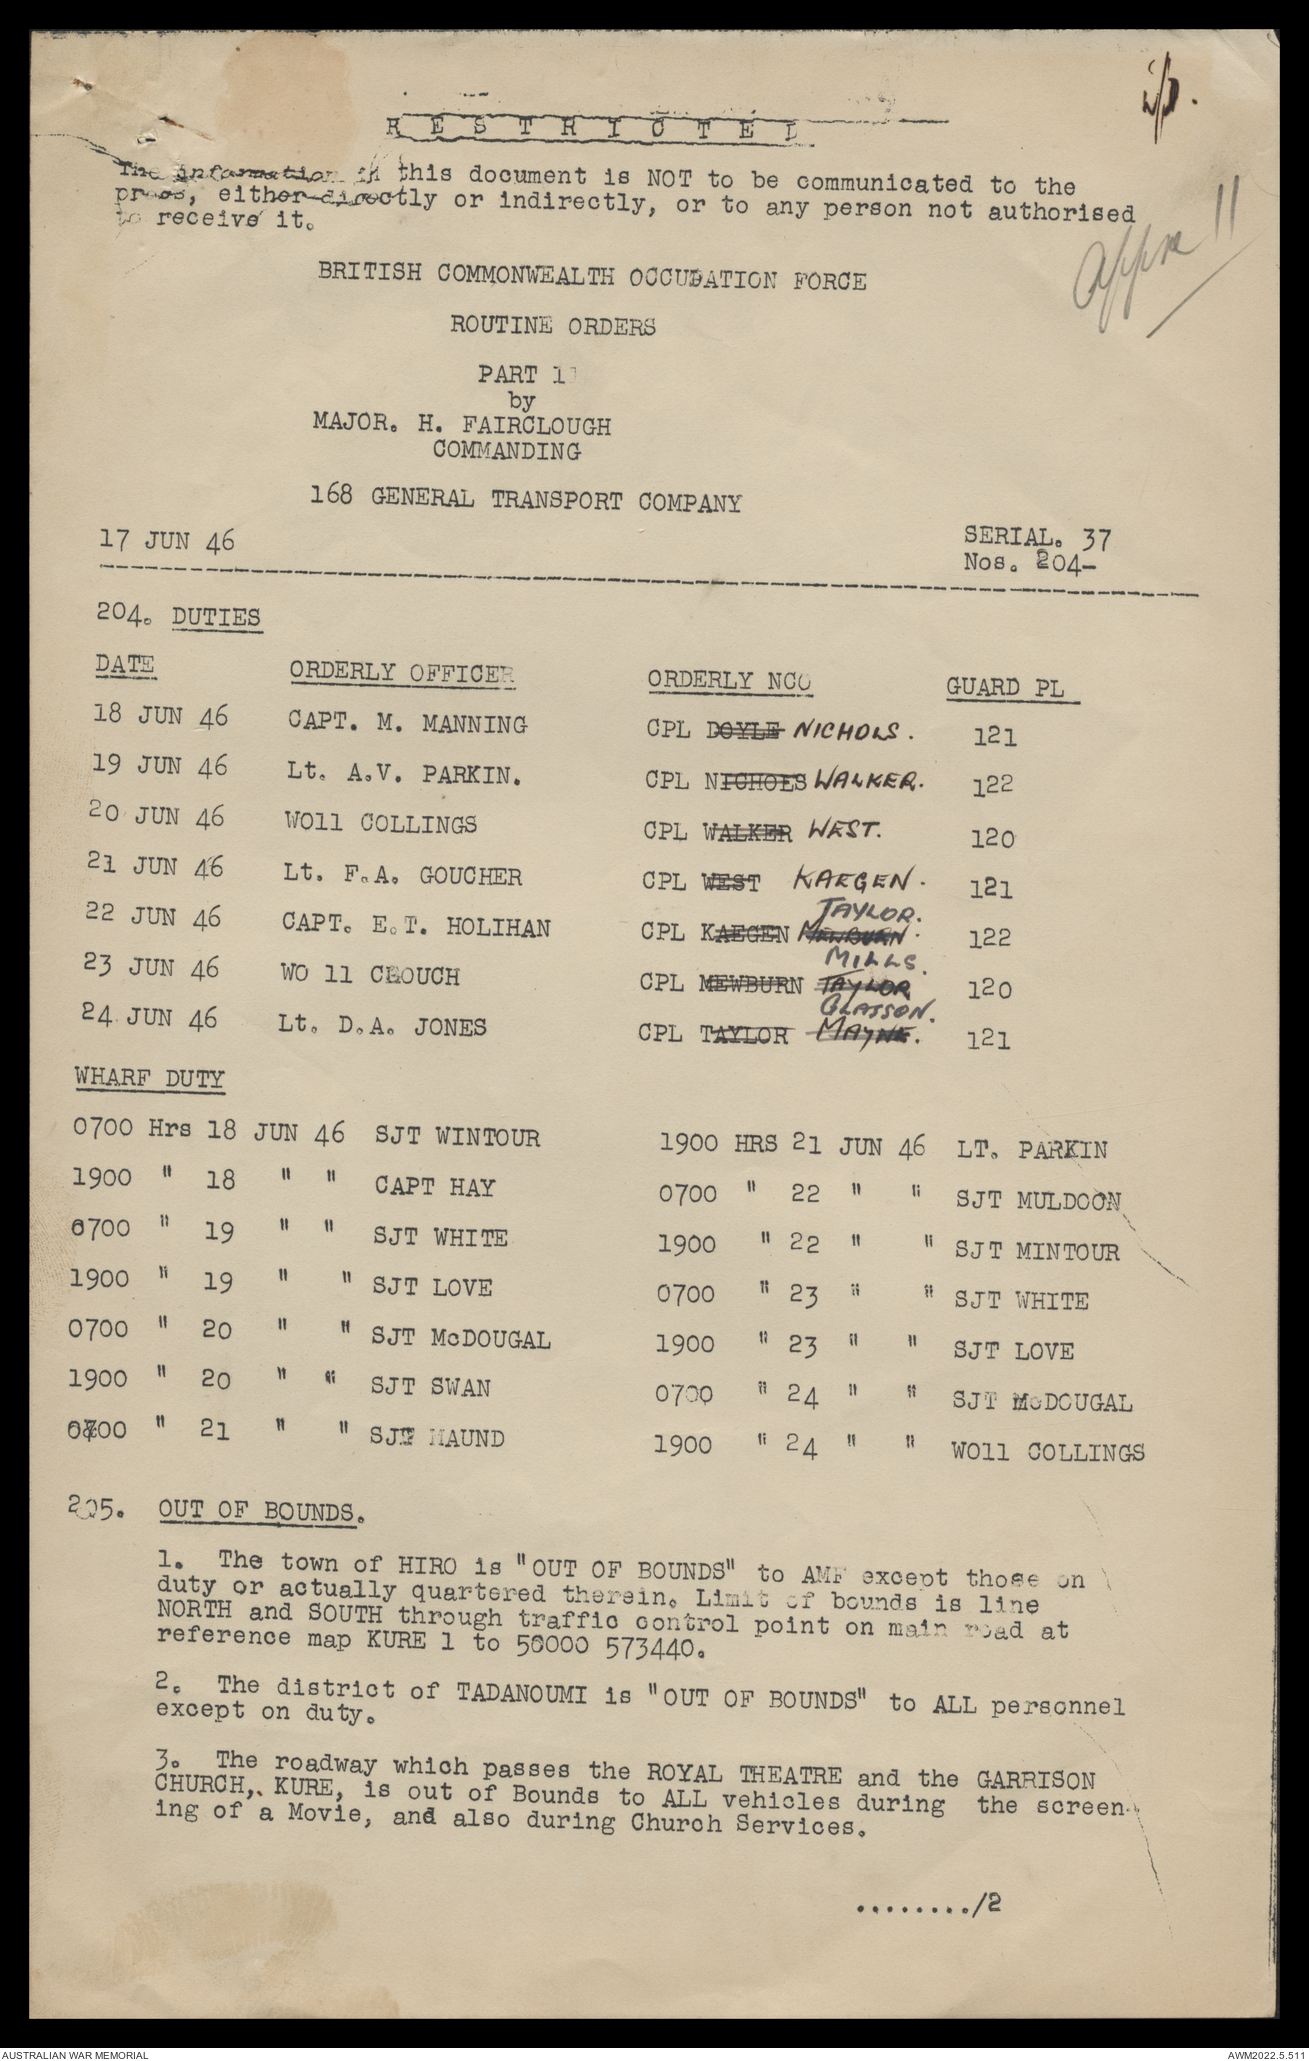 i/p.
RESTRICTED
The information in this document is NOT to be communicated to the
press, either directly or indirectly, or to any person not authorised
to receive it.
Appx 11
BRITISH COMMONWEALTH OCCUPATION FORCE
ROUTINE ORDERS
PART 1
by
MAJOR. H. FAIRCLOUGH
COMMANDING
168 GENERAL TRANSPORT COMPANY
17 JUN 46 SERIAL. 37
Nos. 204-
204. DUTIES
DATE ORDERLY OFFICER ORDERLY NCO GUARD PL
18 JUN 46 CAPT. M. MANNING CPL DOYLE NICHOLS. 121
19 JUN 46 Lt. A.V. PARKIN. CPL NICHOLS WALKER. 122
20 JUN 46 WO11 COLLINGS CPL WALKER WEST. 120
21 JUN 46 Lt. F.A. GOUCHER CPL WEST KAEGEN. 121
TAYLOR.
22 JUN 46 CAPT. E.T. HOLIHAN CPL KAEGEN MEWBURN. 122
MILLS.
23 JUN 46 WO 11 CROUCH CPL MEWBURN TAYLOR 120
GLASSON.
24 JUN 46 Lt. D.A. JONES CPL TAYLOR MAYNE. 121
WHARF DUTY
0700 Hrs 18 JUN 46 SJT WINTOUR 1900 HRS 21 JUN 46 LT. PARKIN
1900 " 18 " " CAPT HAY 0700 " 22 " " SJT MULDOON
0700 " 19 " " SJT WHITE 1900 " 22 " " SJT MINTOUR
1900 " 19 " " SJT LOVE 0700 " 23 " " SJT WHITE
0700 " 20 " " SJT McDOUGAL 1900 " 23 " " SJT LOVE
1900 " 20 " " SJT SWAN 0700 " 24 " " SJT McDOUGAL
0700 " 21 " " SJT MAUND 1900 " 24 " " WO11 COLLINGS
205. OUT OF BOUNDS.
1. The town of HIRO is "OUT OF BOUNDS" to AMF except those on
duty or actually quartered therein. Limit of bounds is line
NORTH and SOUTH through traffic control point on main road at
reference map KURE 1 to 50000 573440.
2. The district of TADANOUMI is "OUT OF BOUNDS" to ALL personnel
except on duty.
3. The roadway which passes the ROYAL THEATRE and the GARRISON
CHURCH, KURE, is out of Bounds to ALL vehicles during the screen-
ing of a Movie, and also during Church Services.
......../2
AUSTRALIAN WAR MEMORIAL AWM2022.5.511